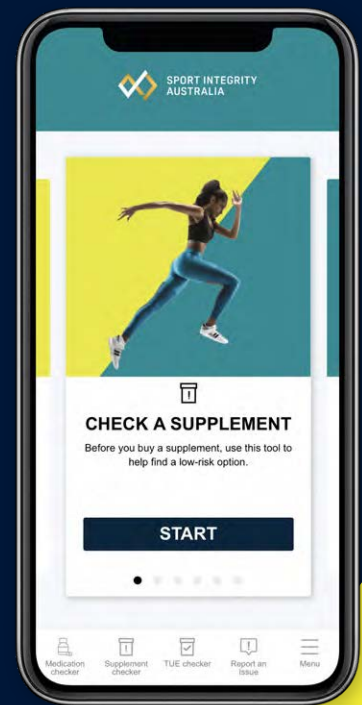 SPORT INTEGRITY
AUSTRALIA
CHECK A SUPPLEMENT
Before you buy a supplement, use this tool to
help find a low-risk option.
START
Medication
checker
Supplement
checker
TUE checker
Report an
Issue
Menu